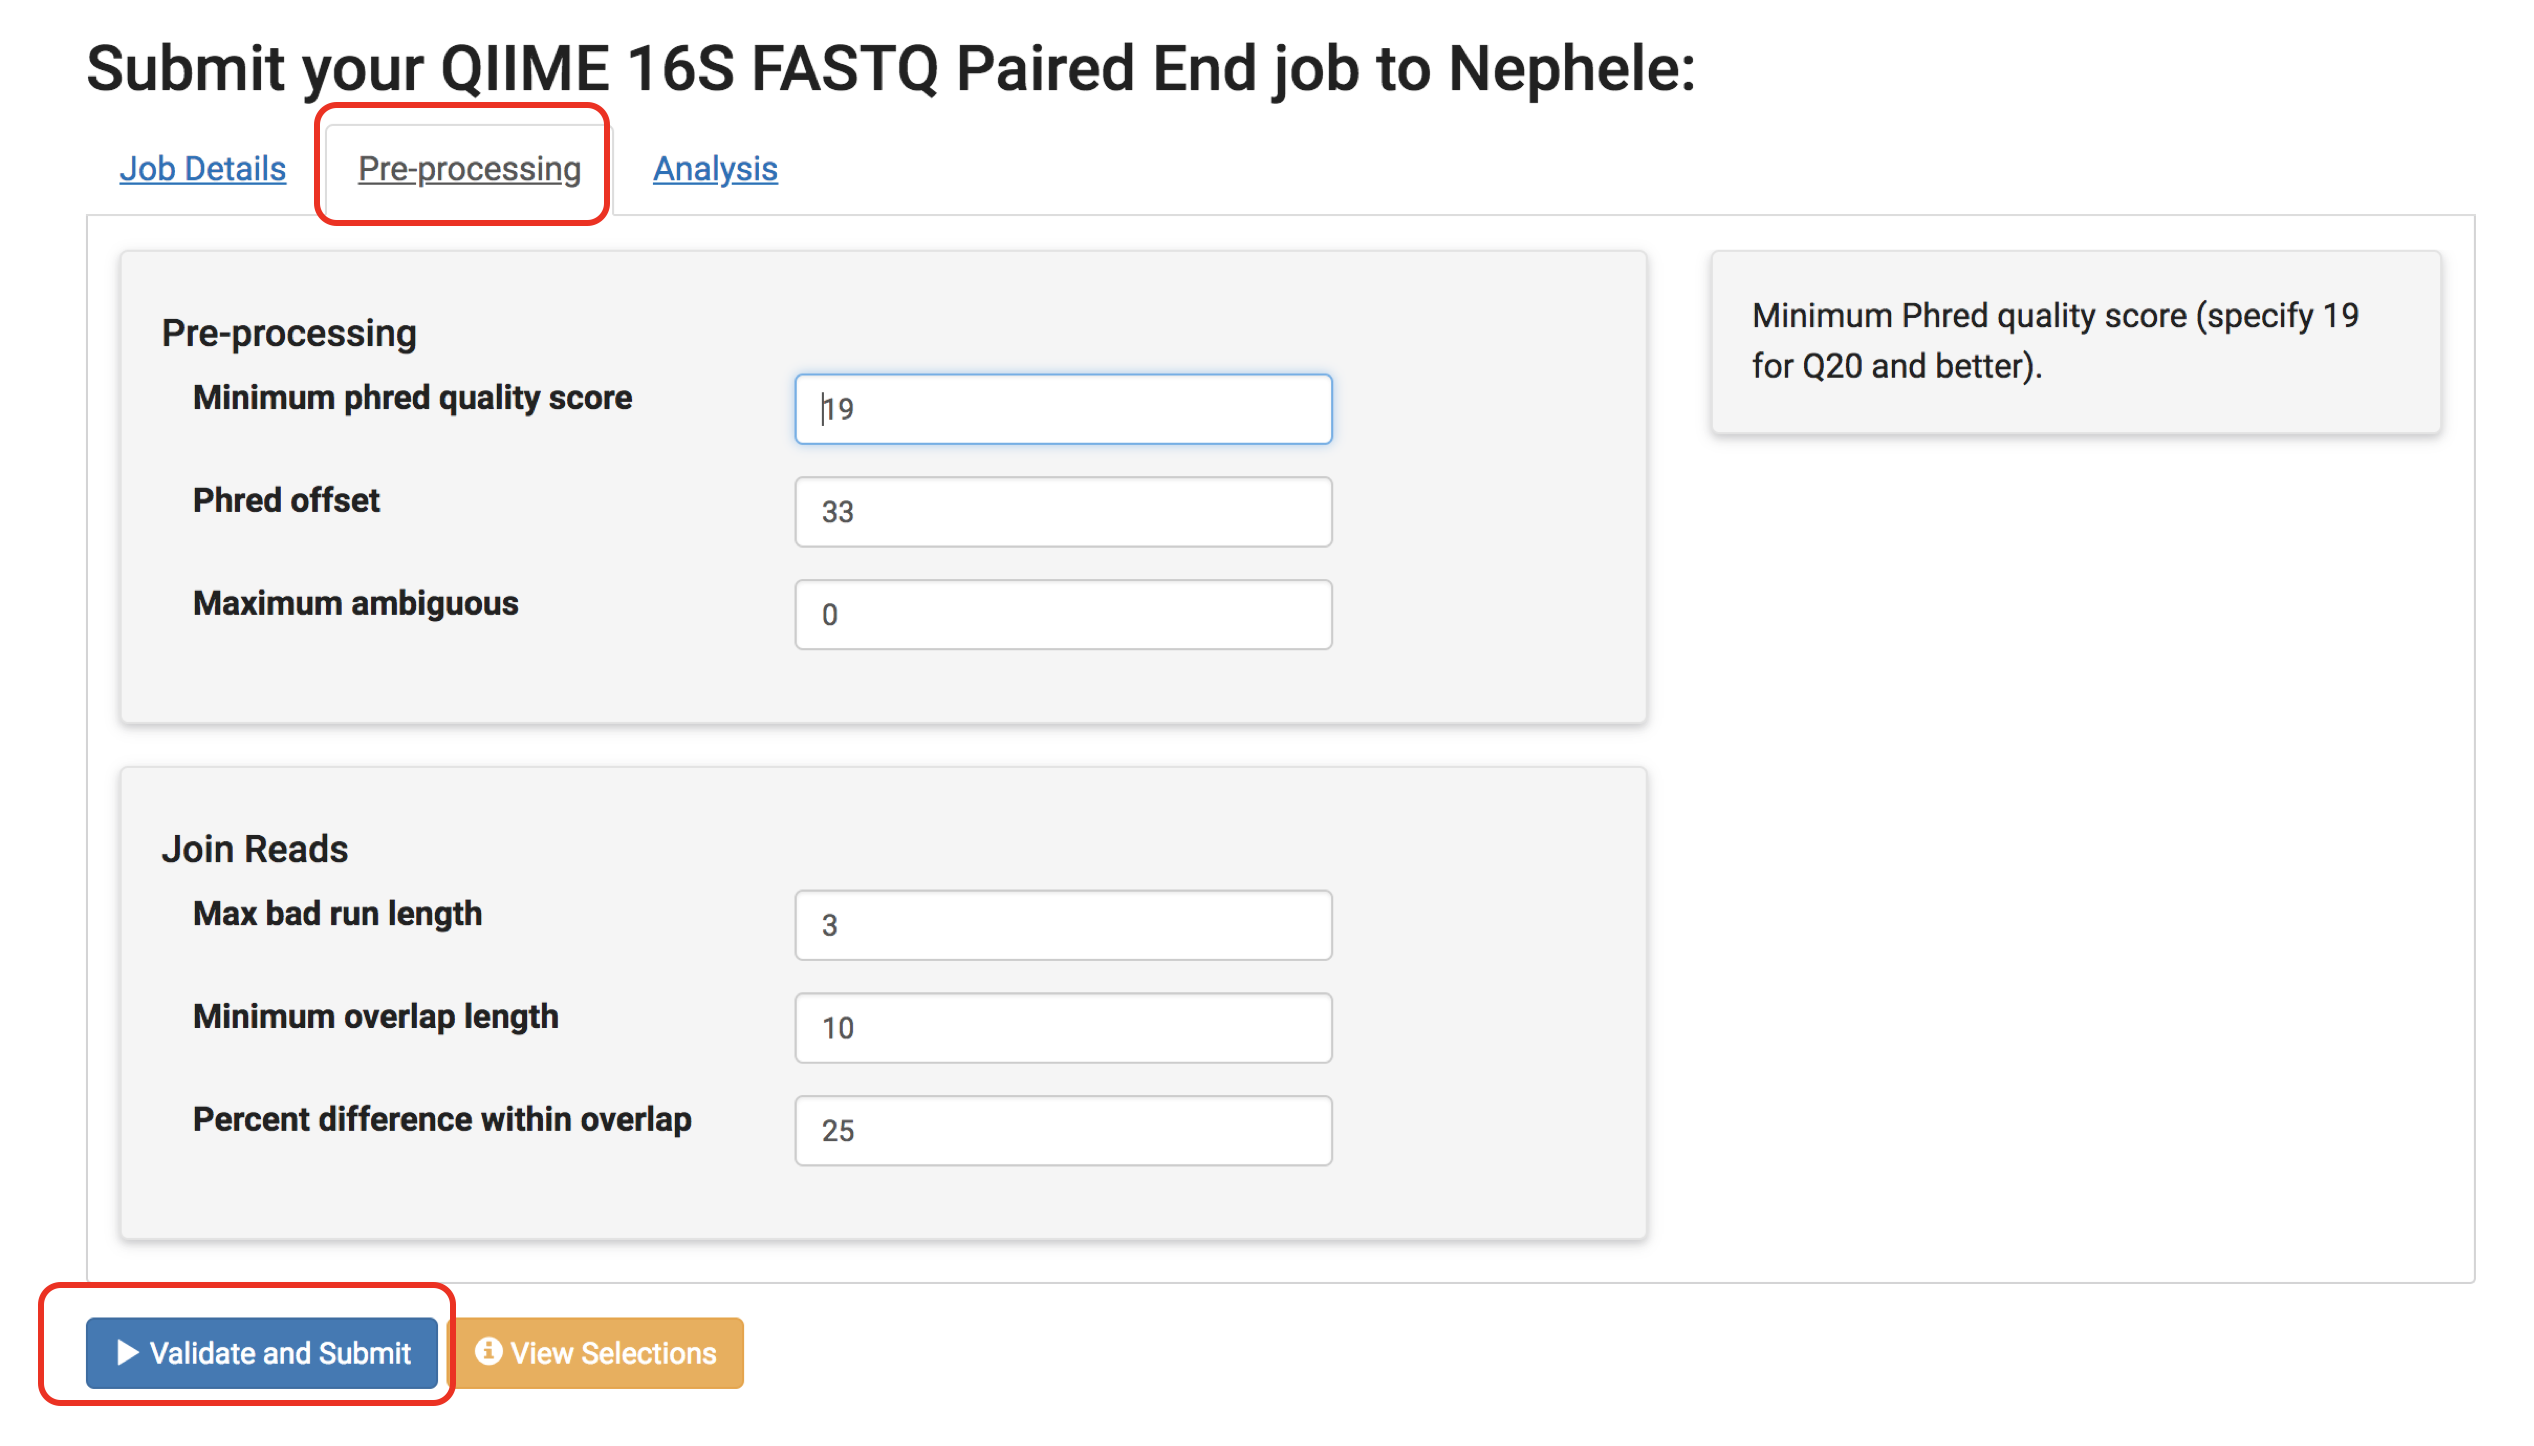 Submit your QIIME 16S FASTQ Paired End job to Nephele:
Job Details
Pre-processing
Analysis
Pre-processing
Minimum phred quality score
19
Phred offset
33
Maximum ambiguous
0
Minimum Phred quality score (specify 19
for Q20 and better).
Join Reads
Max bad run length
3
Minimum overlap length
10
Percent difference within overlap
25
Validate and Submit
View Selections